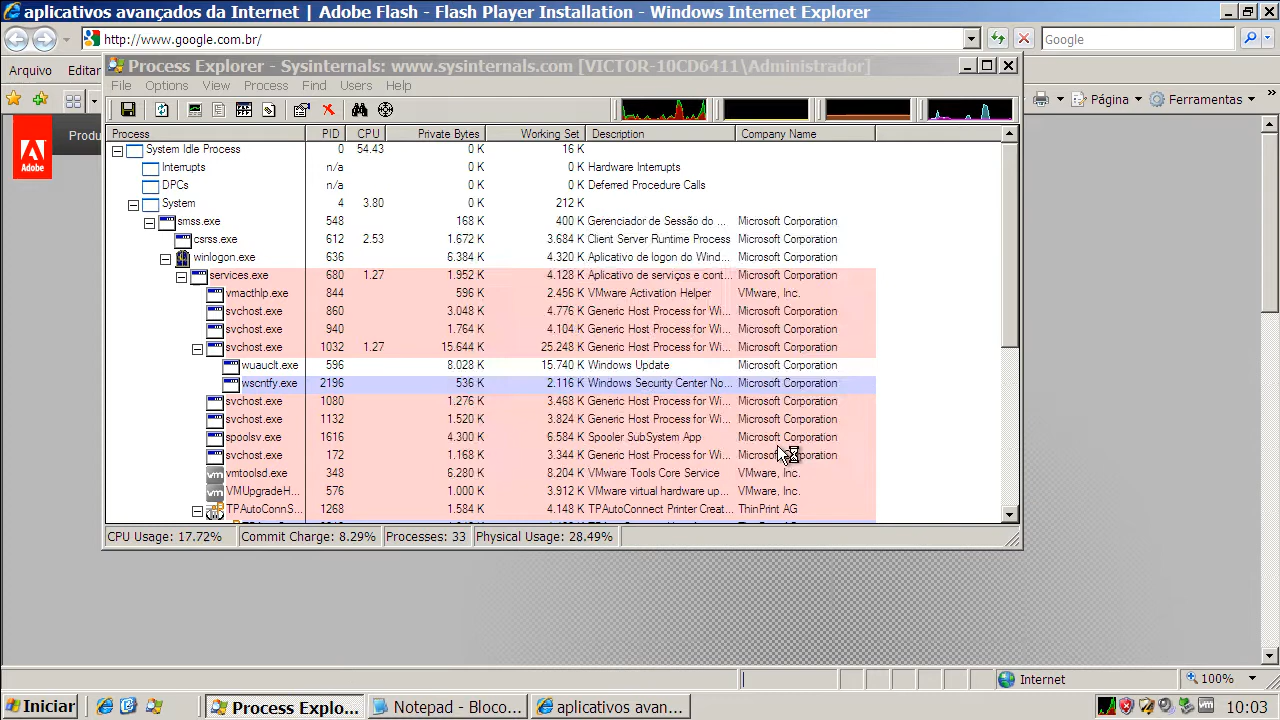 aplicativos avançados da Internet | Adobe Flash - Flash Player Installation - Windows Internet Explorer
http://www.google.com.br/
Google
Arquivo Editar
Página
Ferramentas
Adobe
Produ
Process Explorer - Sysinternals: www.sysinternals.com [VICTOR-10CD6411\Administrador]
File Options View Process Find Users Help
Process PID CPU Private Bytes Working Set Description Company Name
System Idle Process 0 54.43 0 K 16 K
Interrupts n/a 0 K 0 K Hardware Interrupts
DPCs n/a 0 K 0 K Deferred Procedure Calls
System 4 3.80 0 K 212 K
smss.exe 548 168 K 400 K Gerenciador de Sessão do ... Microsoft Corporation
csrss.exe 612 2.53 1.672 K 3.684 K Client Server Runtime Process Microsoft Corporation
winlogon.exe 636 6.384 K 4.320 K Aplicativo de logon do Wind... Microsoft Corporation
services.exe 680 1.27 1.952 K 4.128 K Aplicativo de serviços e cont... Microsoft Corporation
vmacthlp.exe 844 596 K 2.456 K VMware Activation Helper VMware, Inc.
svchost.exe 860 3.048 K 4.776 K Generic Host Process for Wi... Microsoft Corporation
svchost.exe 940 1.764 K 4.104 K Generic Host Process for Wi... Microsoft Corporation
svchost.exe 1032 1.27 15.644 K 25.248 K Generic Host Process for Wi... Microsoft Corporation
wuauclt.exe 596 8.028 K 15.740 K Windows Update Microsoft Corporation
wscntfy.exe 2196 536 K 2.116 K Windows Security Center No... Microsoft Corporation
svchost.exe 1080 1.276 K 3.468 K Generic Host Process for Wi... Microsoft Corporation
svchost.exe 1132 1.520 K 3.824 K Generic Host Process for Wi... Microsoft Corporation
spoolsv.exe 1616 4.300 K 6.584 K Spooler SubSystem App Microsoft Corporation
svchost.exe 172 1.168 K 3.344 K Generic Host Process for Wi... Microsoft Corporation
vmtoolsd.exe 348 6.280 K 8.204 K VMware Tools Core Service VMware, Inc.
VMUpgradeH... 576 1.000 K 3.912 K VMware virtual hardware up... VMware, Inc.
TPAutoConnS... 1268 1.584 K 4.148 K TPAutoConnect Printer Creat... ThinPrint AG
CPU Usage: 17.72% Commit Charge: 8.29% Processes: 33 Physical Usage: 28.49%
Internet 100%
Iniciar Process Explo... Notepad - Bloco... aplicativos avan... 10:03